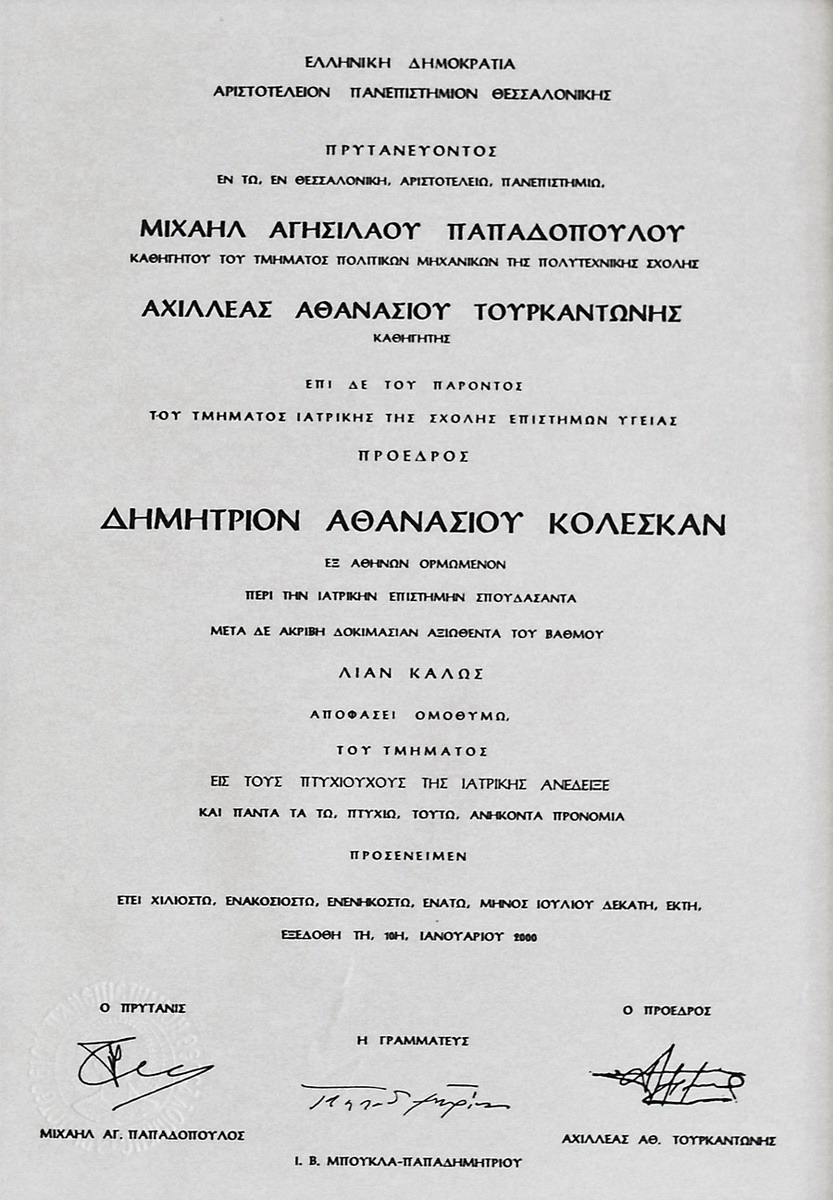 ΕΛΛΗΝΙΚΗ ΔΗΜΟΚΡΑΤΙΑ
ΑΡΙΣΤΟΤΕΛΕΙΟΝ ΠΑΝΕΠΙΣΤΗΜΙΟΝ ΘΕΣΣΑΛΟΝΙΚΗΣ
ΠΡΥΤΑΝΕΥΟΝΤΟΣ
ΕΝ ΤΩ, ΕΝ ΘΕΣΣΑΛΟΝΙΚΗ, ΑΡΙΣΤΟΤΕΛΕΙΩ, ΠΑΝΕΠΙΣΤΗΜΙΩ,
ΜΙΧΑΗΛ ΑΓΗΣΙΛΑΟΥ ΠΑΠΑΔΟΠΟΥΛΟΥ
ΚΑΘΗΓΗΤΟΥ ΤΟΥ ΤΜΗΜΑΤΟΣ ΠΟΛΙΤΙΚΩΝ ΜΗΧΑΝΙΚΩΝ ΤΗΣ ΠΟΛΥΤΕΧΝΙΚΗΣ ΣΧΟΛΗΣ
ΑΧΙΛΛΕΑΣ ΑΘΑΝΑΣΙΟΥ ΤΟΥΡΚΑΝΤΩΝΗΣ
ΚΑΘΗΓΗΤΗΣ
ΕΠΙ ΔΕ ΤΟΥ ΠΑΡΟΝΤΟΣ
ΤΟΥ ΤΜΗΜΑΤΟΣ ΙΑΤΡΙΚΗΣ ΤΗΣ ΣΧΟΛΗΣ ΕΠΙΣΤΗΜΩΝ ΥΓΕΙΑΣ
ΠΡΟΕΔΡΟΣ
ΔΗΜΗΤΡΙΟΝ ΑΘΑΝΑΣΙΟΥ ΚΟΛΕΣΚΑΝ
ΕΞ ΑΘΗΝΩΝ ΟΡΜΩΜΕΝΟΝ
ΠΕΡΙ ΤΗΝ ΙΑΤΡΙΚΗΝ ΕΠΙΣΤΗΜΗΝ ΣΠΟΥΔΑΣΑΝΤΑ
ΜΕΤΑ ΔΕ ΑΚΡΙΒΗ ΔΟΚΙΜΑΣΙΑΝ ΑΞΙΩΘΕΝΤΑ ΤΟΥ ΒΑΘΜΟΥ
ΛΙΑΝ ΚΑΛΩΣ
ΑΠΟΦΑΣΕΙ ΟΜΟΘΥΜΩ,
ΤΟΥ ΤΜΗΜΑΤΟΣ
ΕΙΣ ΤΟΥΣ ΠΤΥΧΙΟΥΧΟΥΣ ΤΗΣ ΙΑΤΡΙΚΗΣ ΑΝΕΔΕΙΞΕ
ΚΑΙ ΠΑΝΤΑ ΤΑ ΤΩ, ΠΤΥΧΙΩ, ΤΟΥΤΩ, ΑΝΗΚΟΝΤΑ ΠΡΟΝΟΜΙΑ
ΠΡΟΣΕΝΕΙΜΕΝ
ΕΤΕΙ ΧΙΛΙΟΣΤΩ, ΕΝΑΚΟΣΙΟΣΤΩ, ΕΝΕΝΗΚΟΣΤΩ, ΕΝΑΤΩ, ΜΗΝΟΣ ΙΟΥΛΙΟΥ ΔΕΚΑΤΗ, ΕΚΤΗ,
ΕΞΕΔΟΘΗ ΤΗ, 10Η, ΙΑΝΟΥΑΡΙΟΥ 2000
Ο ΠΡΥΤΑΝΙΣ
Η ΓΡΑΜΜΑΤΕΥΣ
Ο ΠΡΟΕΔΡΟΣ
ΜΙΧΑΗΛ ΑΓ. ΠΑΠΑΔΟΠΟΥΛΟΣ
Ι. Β. ΜΠΟΥΚΛΑ-ΠΑΠΑΔΗΜΗΤΡΙΟΥ
ΑΧΙΛΛΕΑΣ ΑΘ. ΤΟΥΡΚΑΝΤΩΝΗΣ